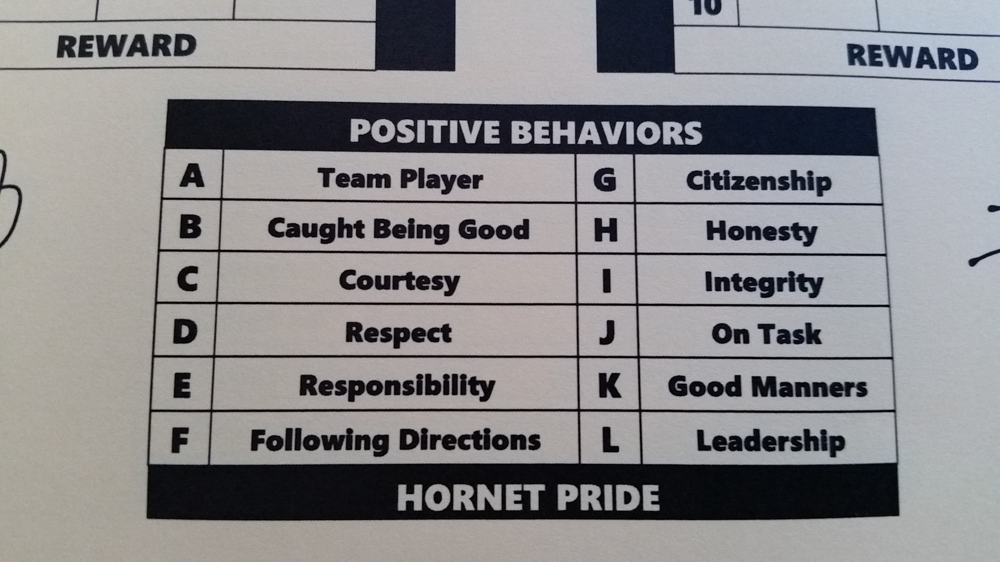 10
REWARD
REWARD
POSITIVE BEHAVIORS
A Team Player G Citizenship
B Caught Being Good H Honesty
C Courtesy I Integrity
D Respect J On Task
E Responsibility K Good Manners
F Following Directions L Leadership
HORNET PRIDE